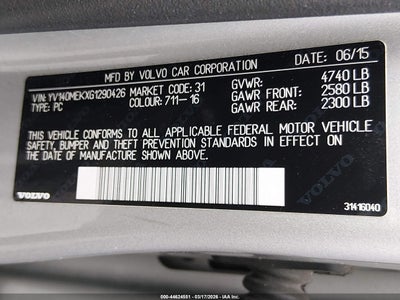 MFD BY VOLVO CAR CORPORATION DATE: 06/15
VIN: YV140MEKXG1290426 MARKET CODE: 31 GVWR: 4740 LB
TYPE: PC COLOUR: 711-16 GAWR FRONT: 2580 LB
GAWR REAR: 2300 LB
THIS VEHICLE CONFORMS TO ALL APPLICABLE FEDERAL MOTOR VEHICLE
SAFETY, BUMPER, AND THEFT PREVENTION STANDARDS IN EFFECT ON
THE DATE OF MANUFACTURE SHOWN ABOVE.
VOLVO 31416040
000-44624551 - 03/17/2026 - IAA Inc.